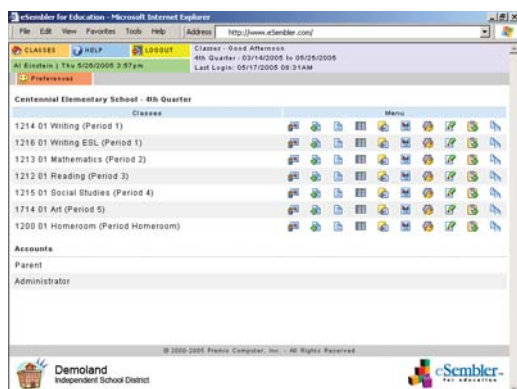 eSembler for Education - Microsoft Internet Explorer
File Edit View Favorites Tools Help Address http://www.eSembler.com/
CLASSES HELP LOGOUT
Classes - Good Afternoon
4th Quarter - 03/14/2005 to 05/25/2005
Al Einstein | Thu 5/26/2005 3:57pm
Last Login: 05/17/2005 08:31AM
Preferences
Centennial Elementary School - 4th Quarter
Classes Menu
1214 01 Writing (Period 1)
1216 01 Writing ESL (Period 1)
1213 01 Mathematics (Period 2)
1212 01 Reading (Period 3)
1215 01 Social Studies (Period 4)
1714 01 Art (Period 5)
1200 01 Homeroom (Period Homeroom)
Accounts
Parent
Administrator
© 2000-2005 Premio Computer, Inc. - All Rights Reserved
Demoland
Independent School District
eSembler
for education